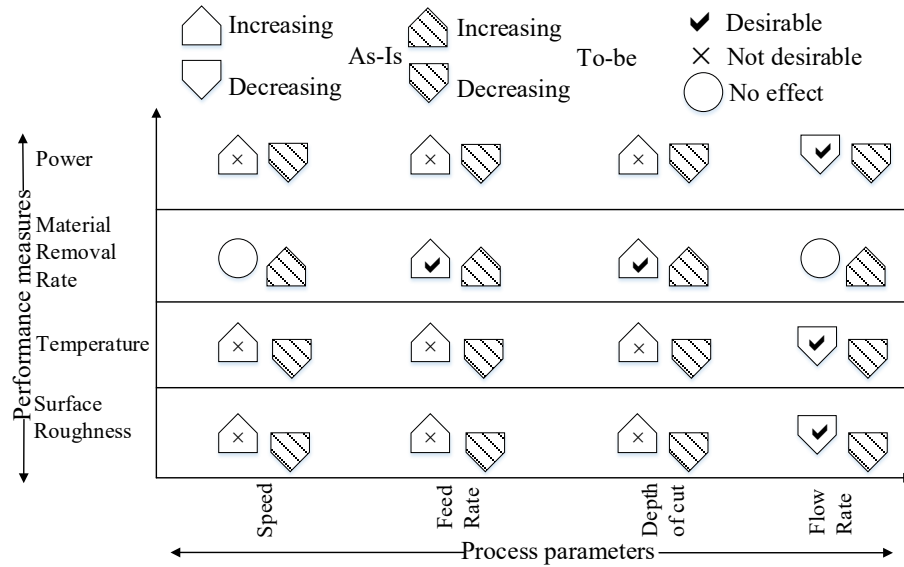 Increasing
Increasing
Desirable
As-Is
To-be
Not desirable
Decreasing
Decreasing
No effect
Performance measures
Power
Material
Removal
Rate
Temperature
Surface
Roughness
Speed
Feed
Rate
Depth
of cut
Flow
Rate
Process parameters